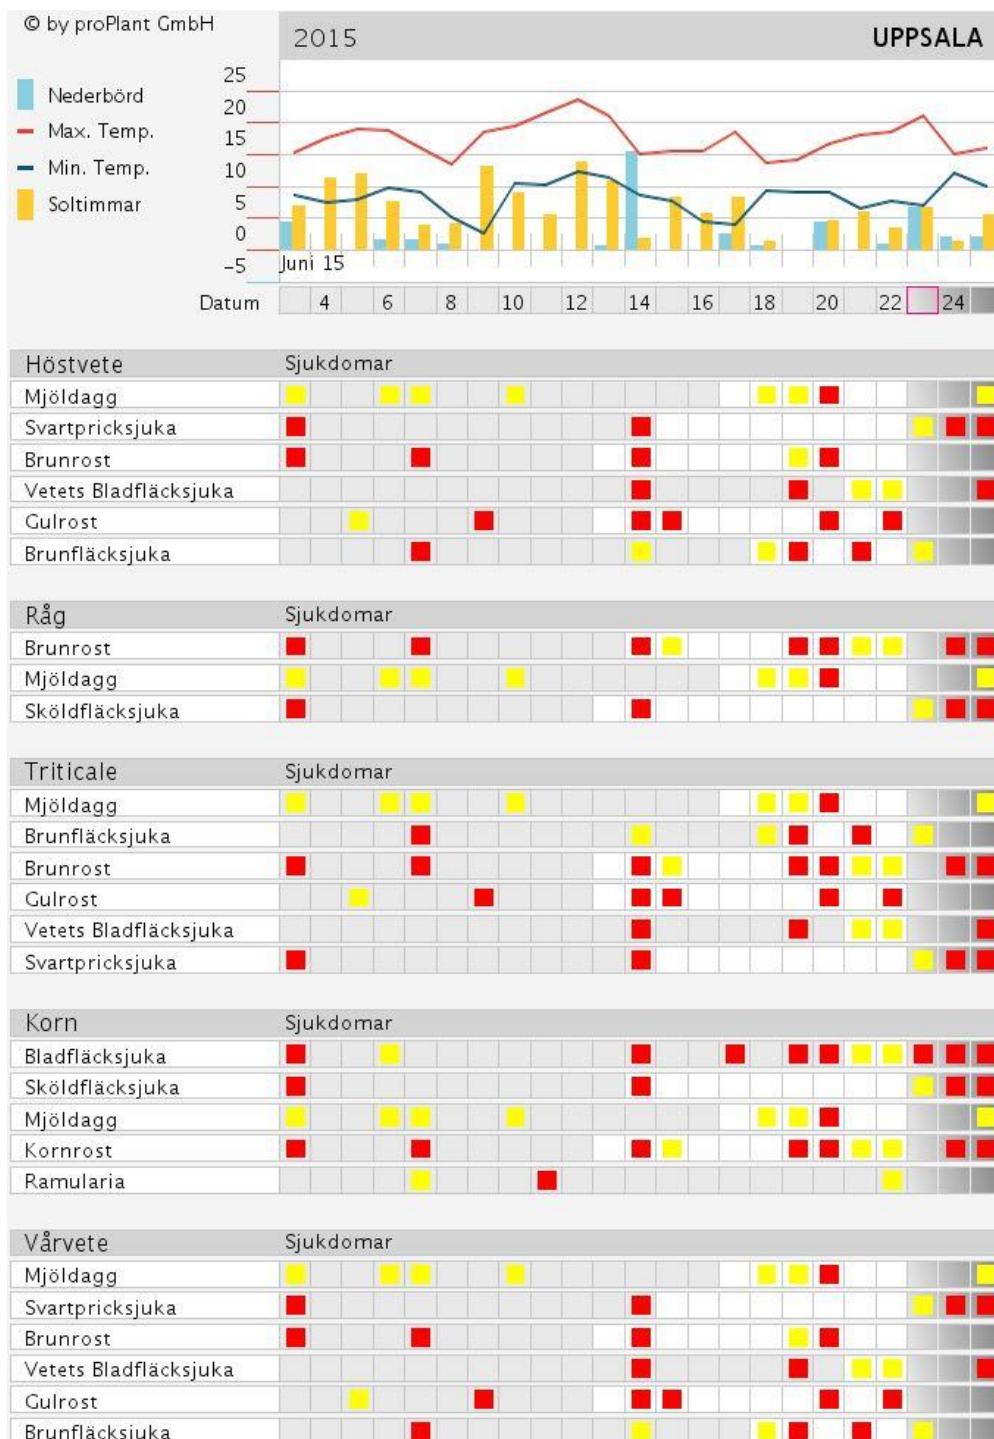 © by proPlant GmbH
2015 UPPSALA
Nederbörd
Max. Temp.
Min. Temp.
Soltimmar
25
20
15
10
5
0
-5
Juni 15
Datum 4 6 8 10 12 14 16 18 20 22 24
Höstvete Sjukdomar
Mjöldagg
Svartpricksjuka
Brunrost
Vetets Bladfläcksjuka
Gulrost
Brunfläcksjuka
Råg Sjukdomar
Brunrost
Mjöldagg
Sköldfläcksjuka
Triticale Sjukdomar
Mjöldagg
Brunfläcksjuka
Brunrost
Gulrost
Vetets Bladfläcksjuka
Svartpricksjuka
Korn Sjukdomar
Bladfläcksjuka
Sköldfläcksjuka
Mjöldagg
Kornrost
Ramularia
Vårvete Sjukdomar
Mjöldagg
Svartpricksjuka
Brunrost
Vetets Bladfläcksjuka
Gulrost
Brunfläcksjuka